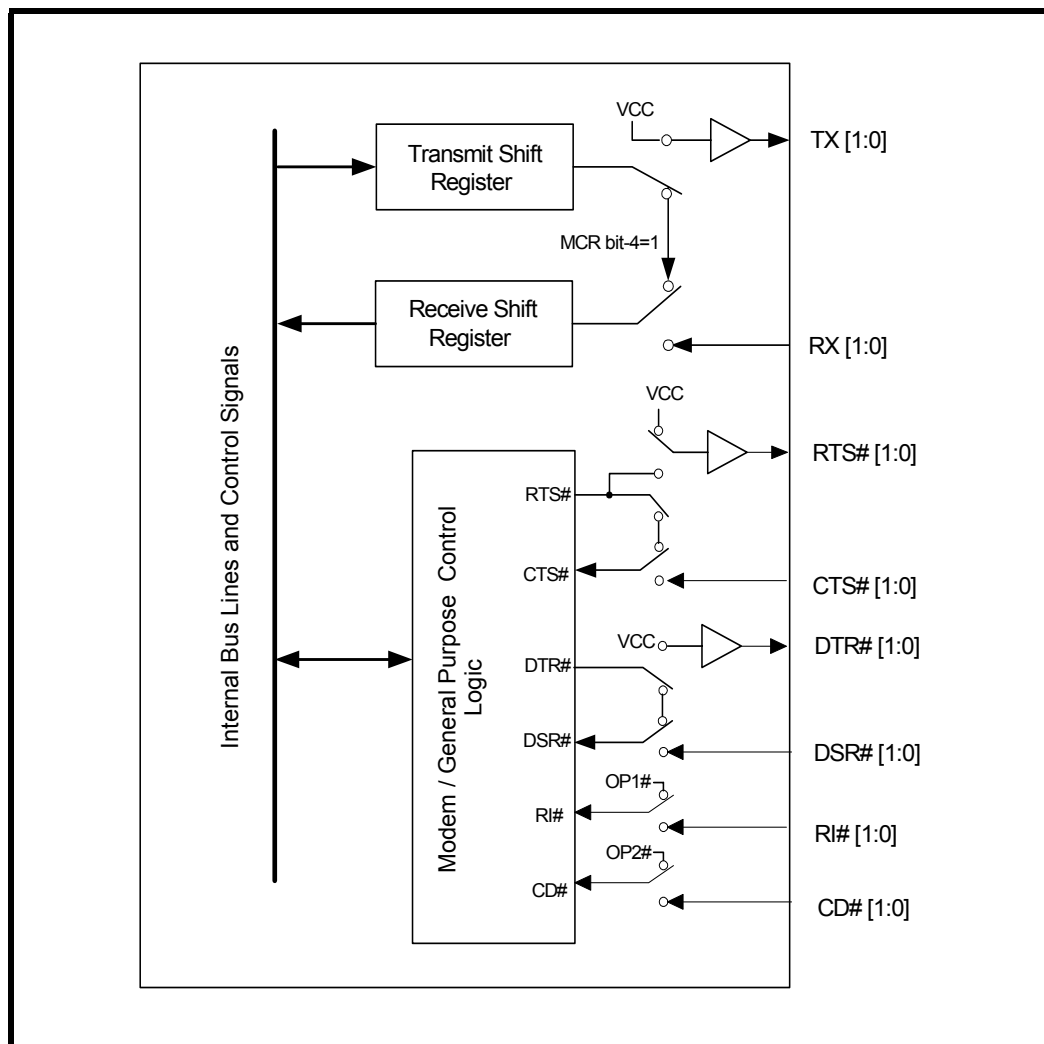 VCC
TX [1:0]
Transmit Shift
Register
MCR bit-4=1
Receive Shift
Register
RX [1:0]
Internal Bus Lines and Control Signals
VCC
RTS# [1:0]
Modem / General Purpose Control
Logic
RTS#
CTS#
CTS# [1:0]
VCC
DTR# [1:0]
DTR#
DSR#
DSR# [1:0]
OP1#
RI#
RI# [1:0]
OP2#
CD#
CD# [1:0]